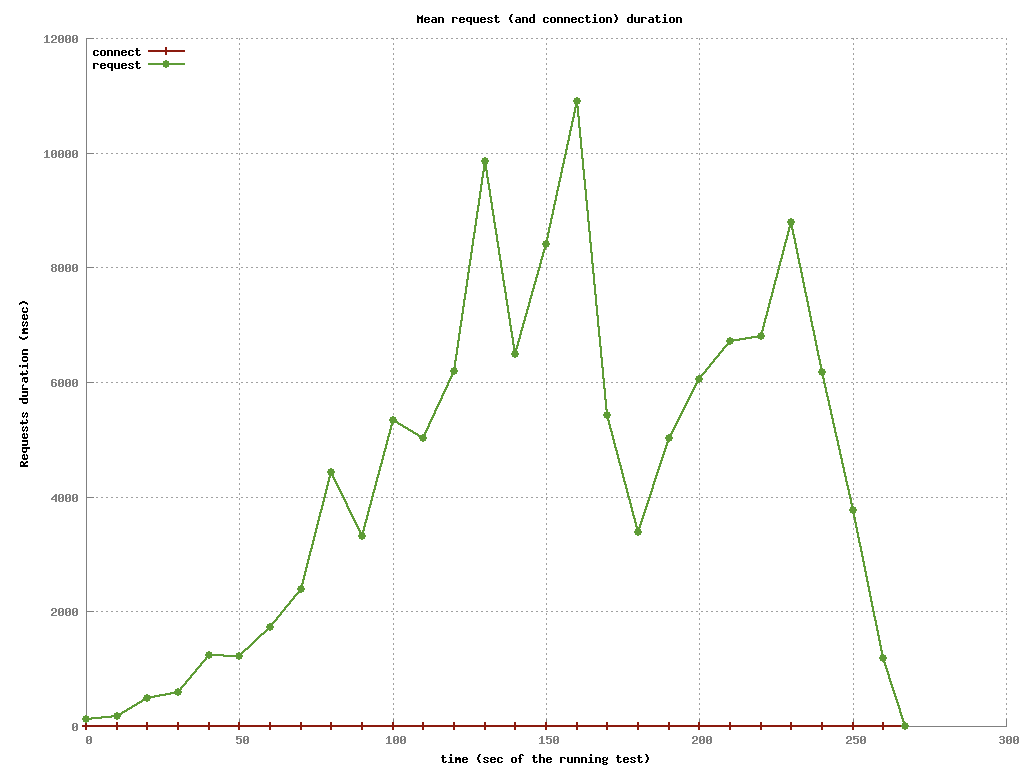 Mean request (and connection) duration
12000
connect
request
10000
8000
6000
4000
2000
0
Requests duration (msec)
0 50 100 150 200 250 300
time (sec of the running test)